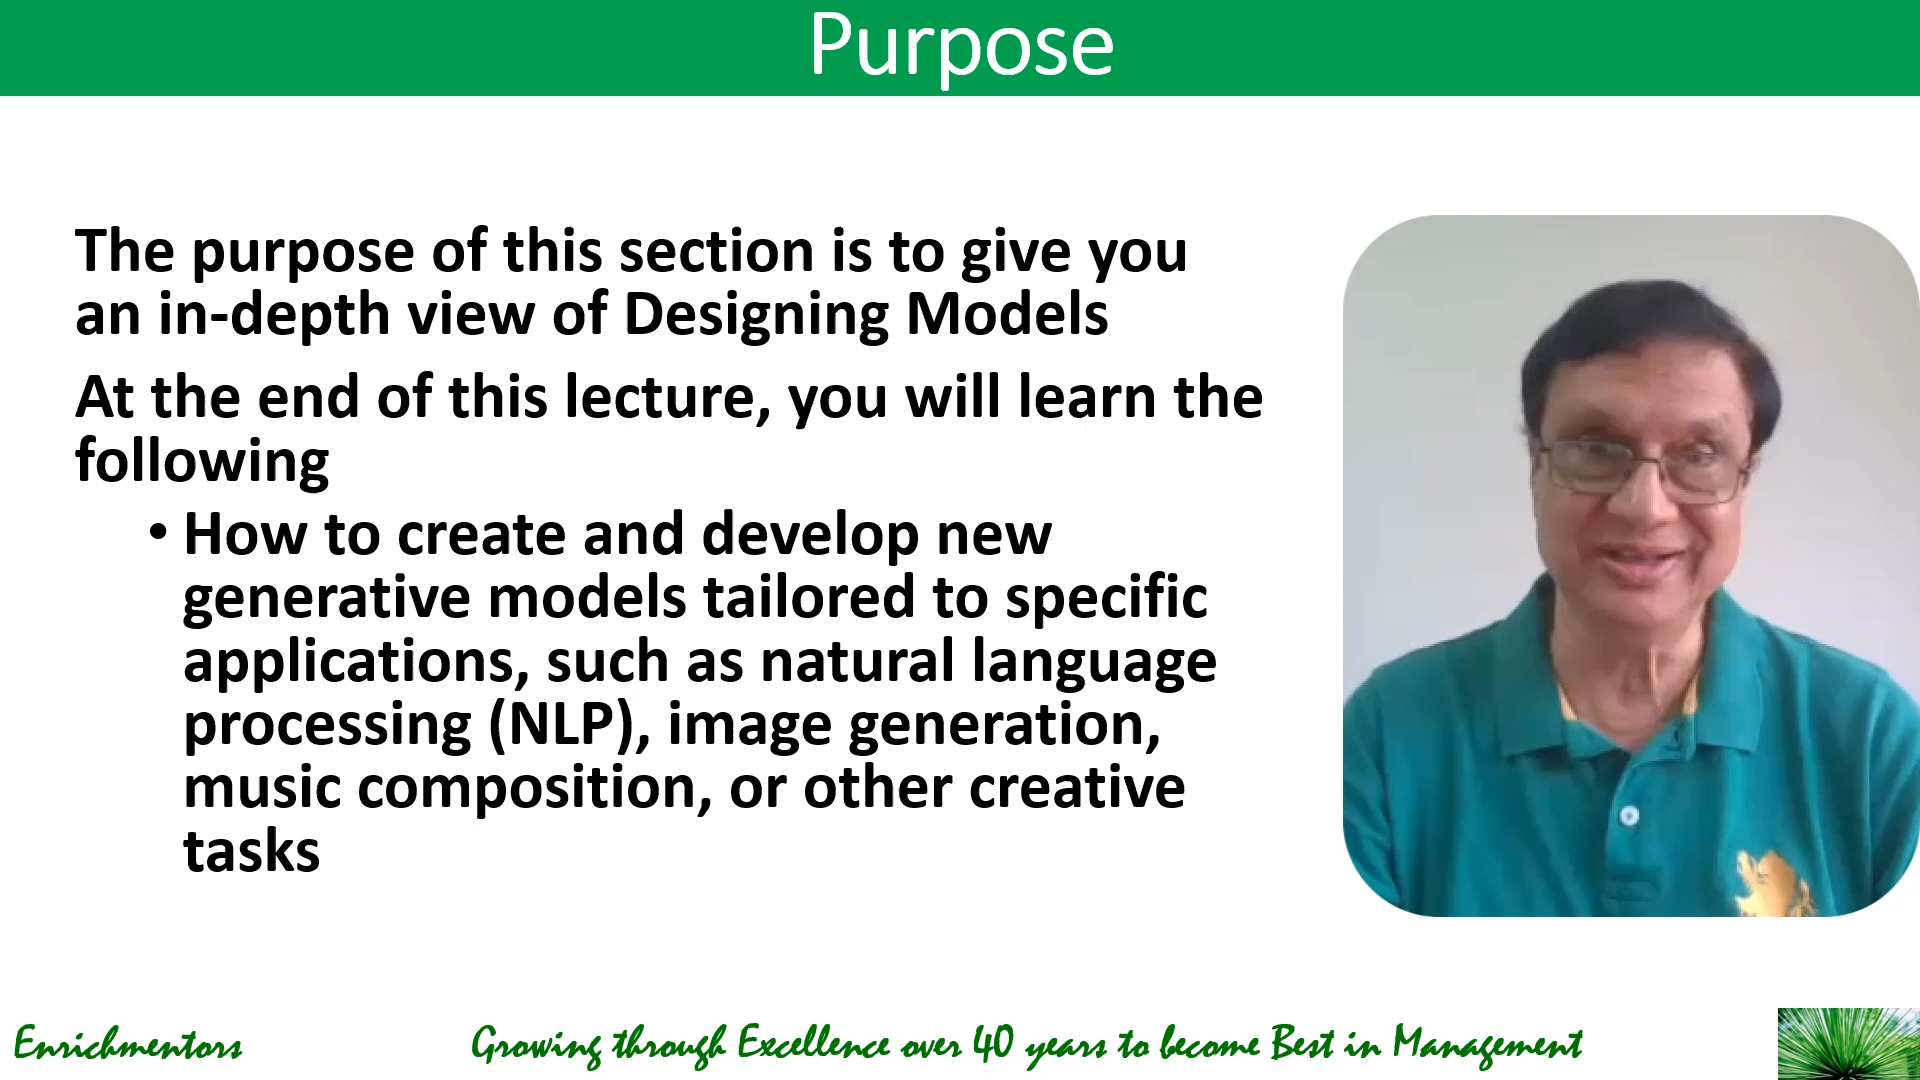 Purpose
The purpose of this section is to give you
an in-depth view of Designing Models
At the end of this lecture, you will learn the
following
• How to create and develop new
generative models tailored to specific
applications, such as natural language
processing (NLP), image generation,
music composition, or other creative
tasks
Enrichmentors
Growing through Excellence over 40 years to become Best in Management